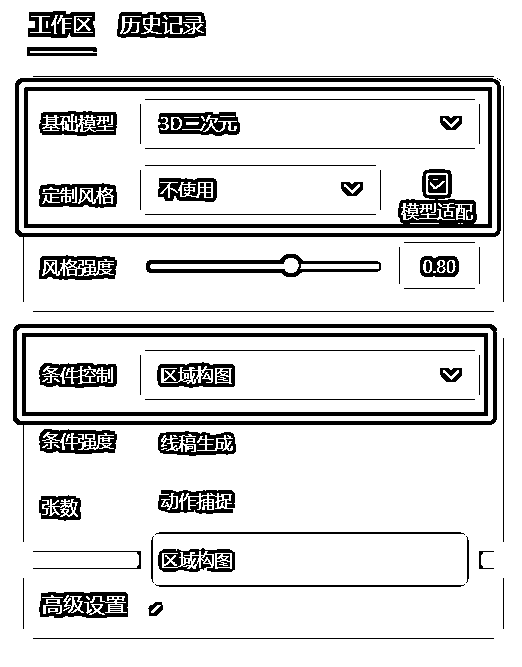 工作区 历史记录
基础模型 3D二次元
定制风格 不使用
模型适配
风格强度 0.80
条件控制 区域构图
条件强度 线稿生成
张数 动作捕捉
区域构图
高级设置